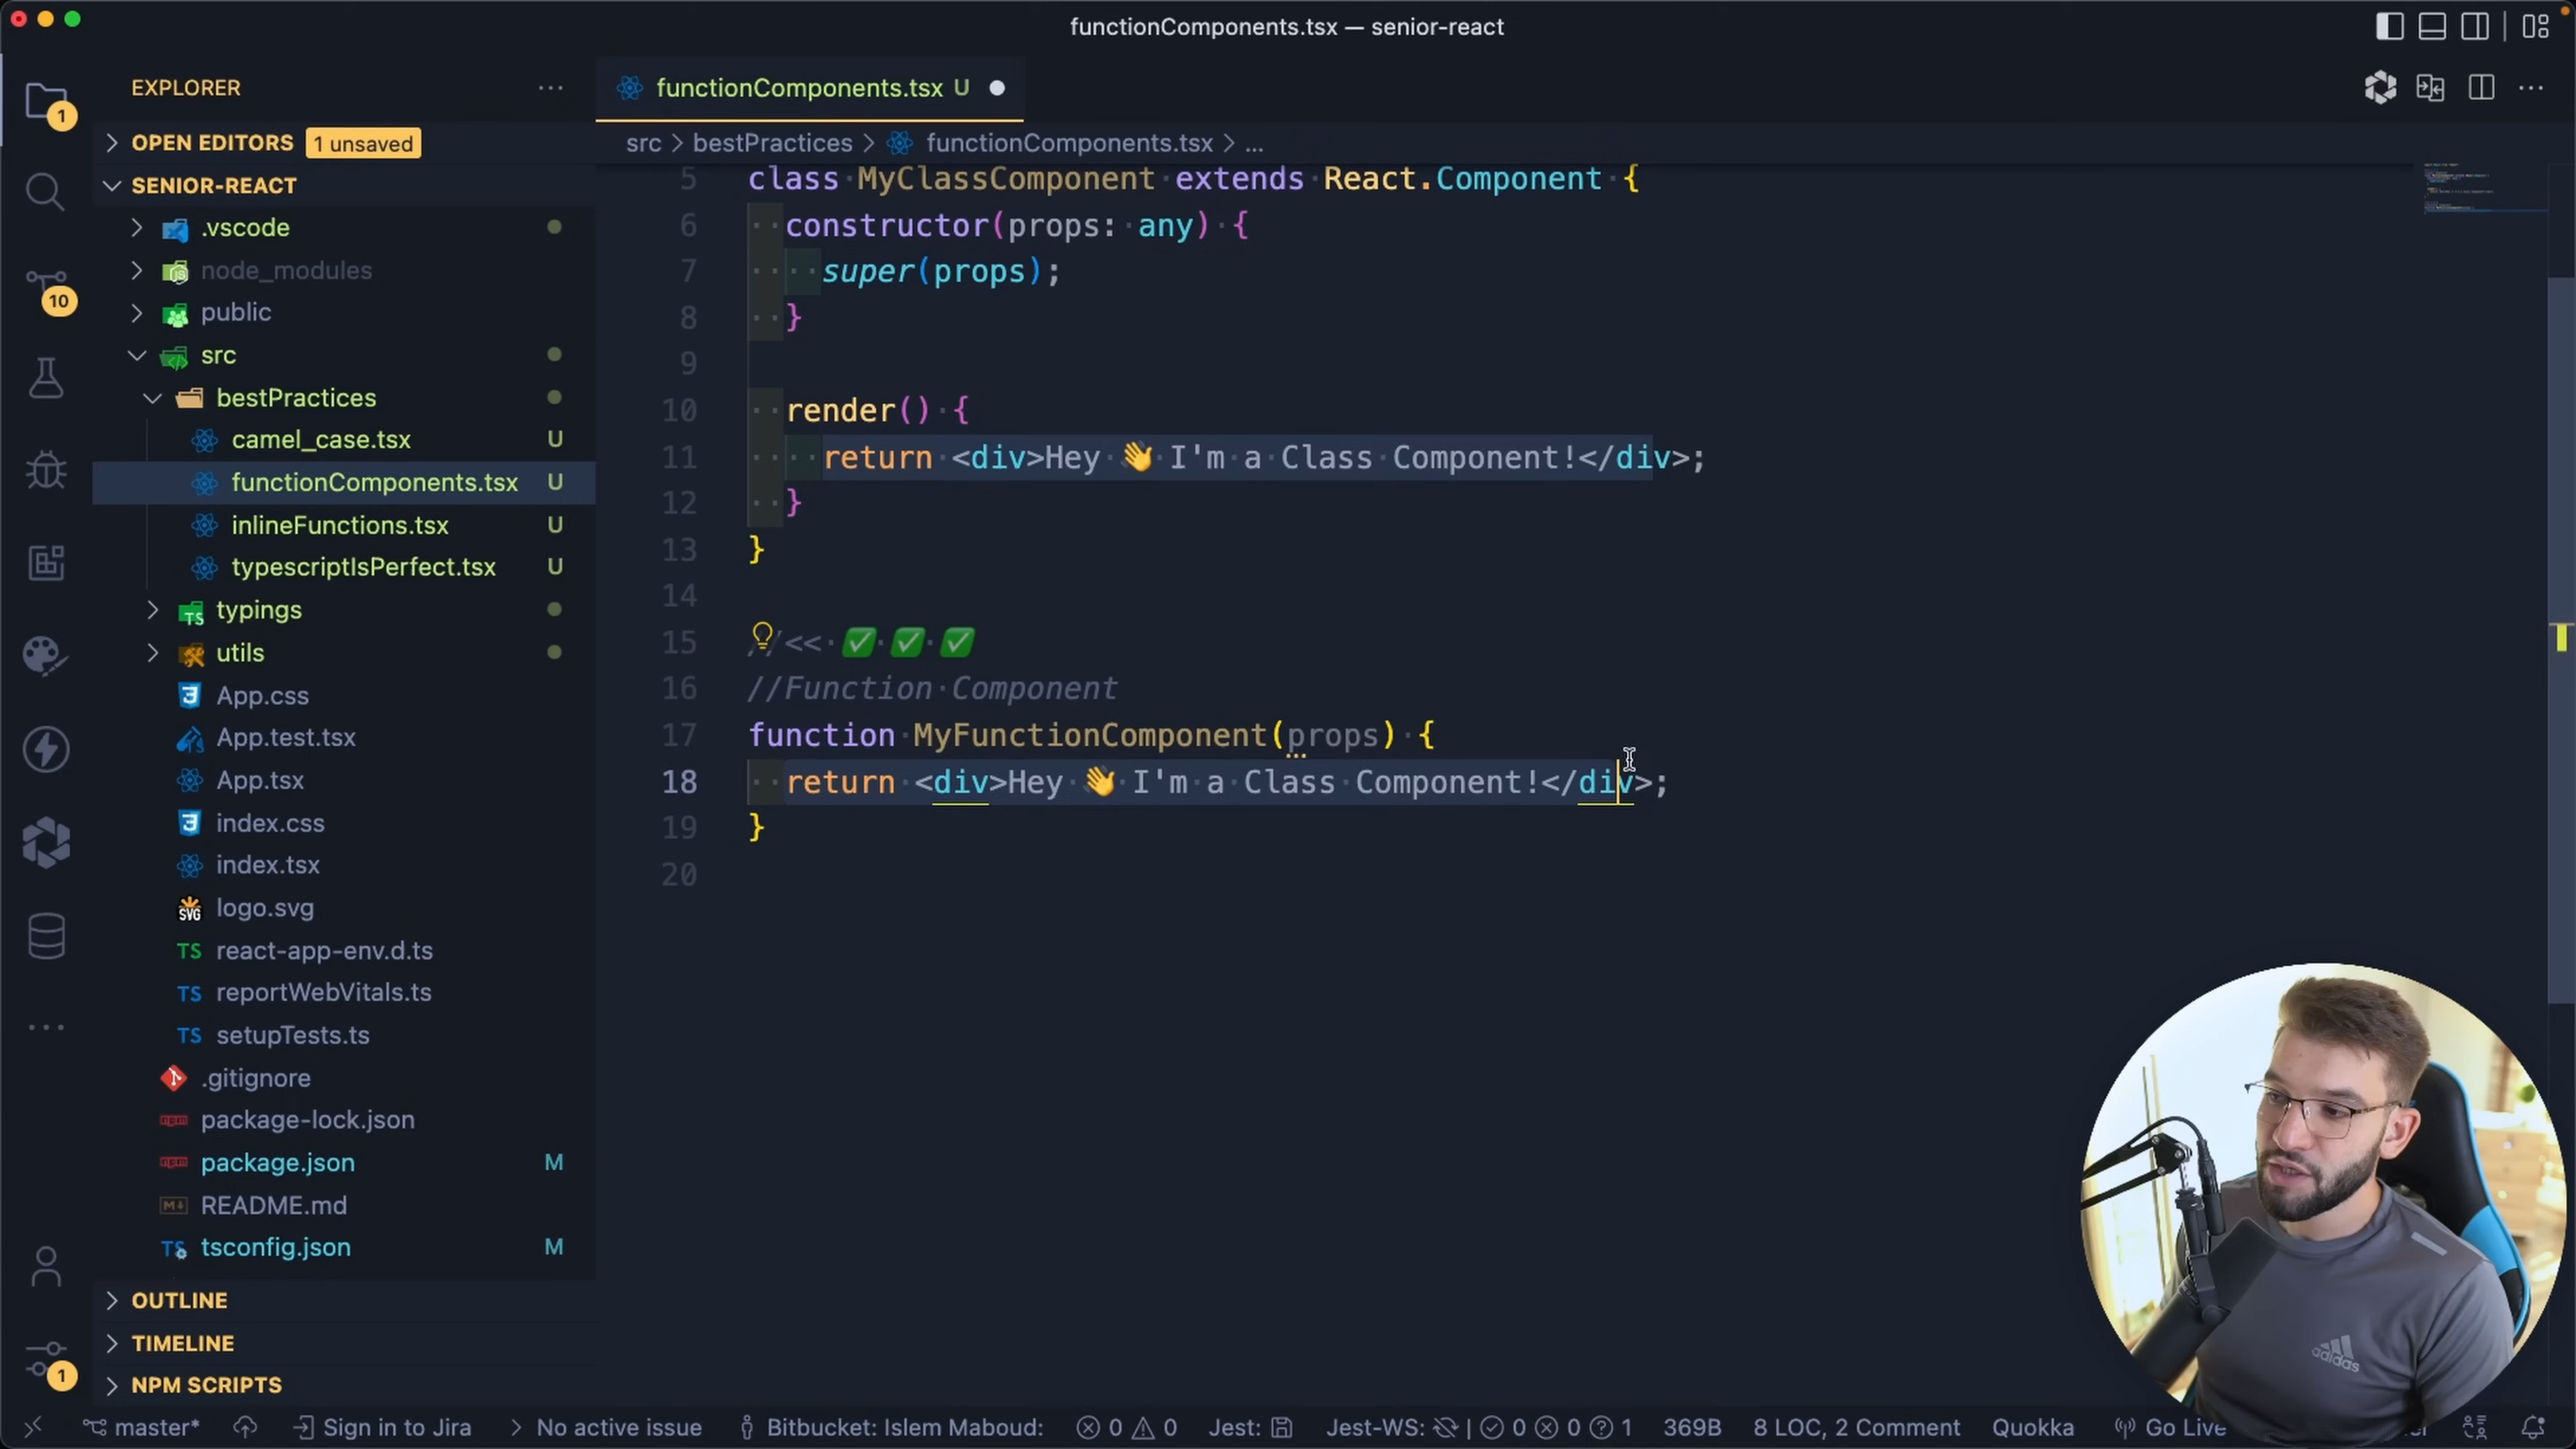 functionComponents.tsx — senior-react
EXPLORER
functionComponents.tsx U
1
OPEN EDITORS 1 unsaved
src > bestPractices > functionComponents.tsx > ...
SENIOR-REACT
.vscode
node_modules
10
public
src
bestPractices
camel_case.tsx U
functionComponents.tsx U
inlineFunctions.tsx U
typescriptIsPerfect.tsx U
typings
utils
App.css
App.test.tsx
App.tsx
index.css
index.tsx
logo.svg
TS react-app-env.d.ts
TS reportWebVitals.ts
TS setupTests.ts
.gitignore
package-lock.json
package.json M
README.md
tsconfig.json M
OUTLINE
TIMELINE
1
NPM SCRIPTS
5 class MyClassComponent extends React.Component {
6 constructor(props: any) {
7 super(props);
8 }
9
10 render() {
11 return <div>Hey 👋 I'm a Class Component!</div>;
12 }
13 }
14
15 //<< ✅ ✅ ✅
16 //Function Component
17 function MyFunctionComponent(props) {
18 return <div>Hey 👋 I'm a Class Component!</div>;
19 }
20
adidas
master* Sign in to Jira > No active issue Bitbucket: Islem Maboud: 0 0 Jest: Jest-WS: | 0 0 1 369B 8 LOC, 2 Comment Quokka Go Live